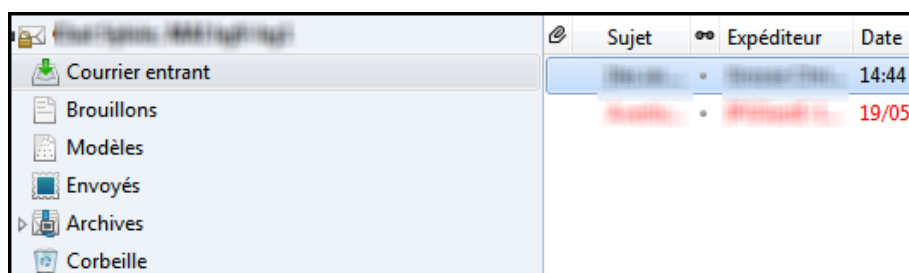 Sujet Expéditeur Date
Courrier entrant
14:44
Brouillons
19/05
Modèles
Envoyés
Archives
Corbeille